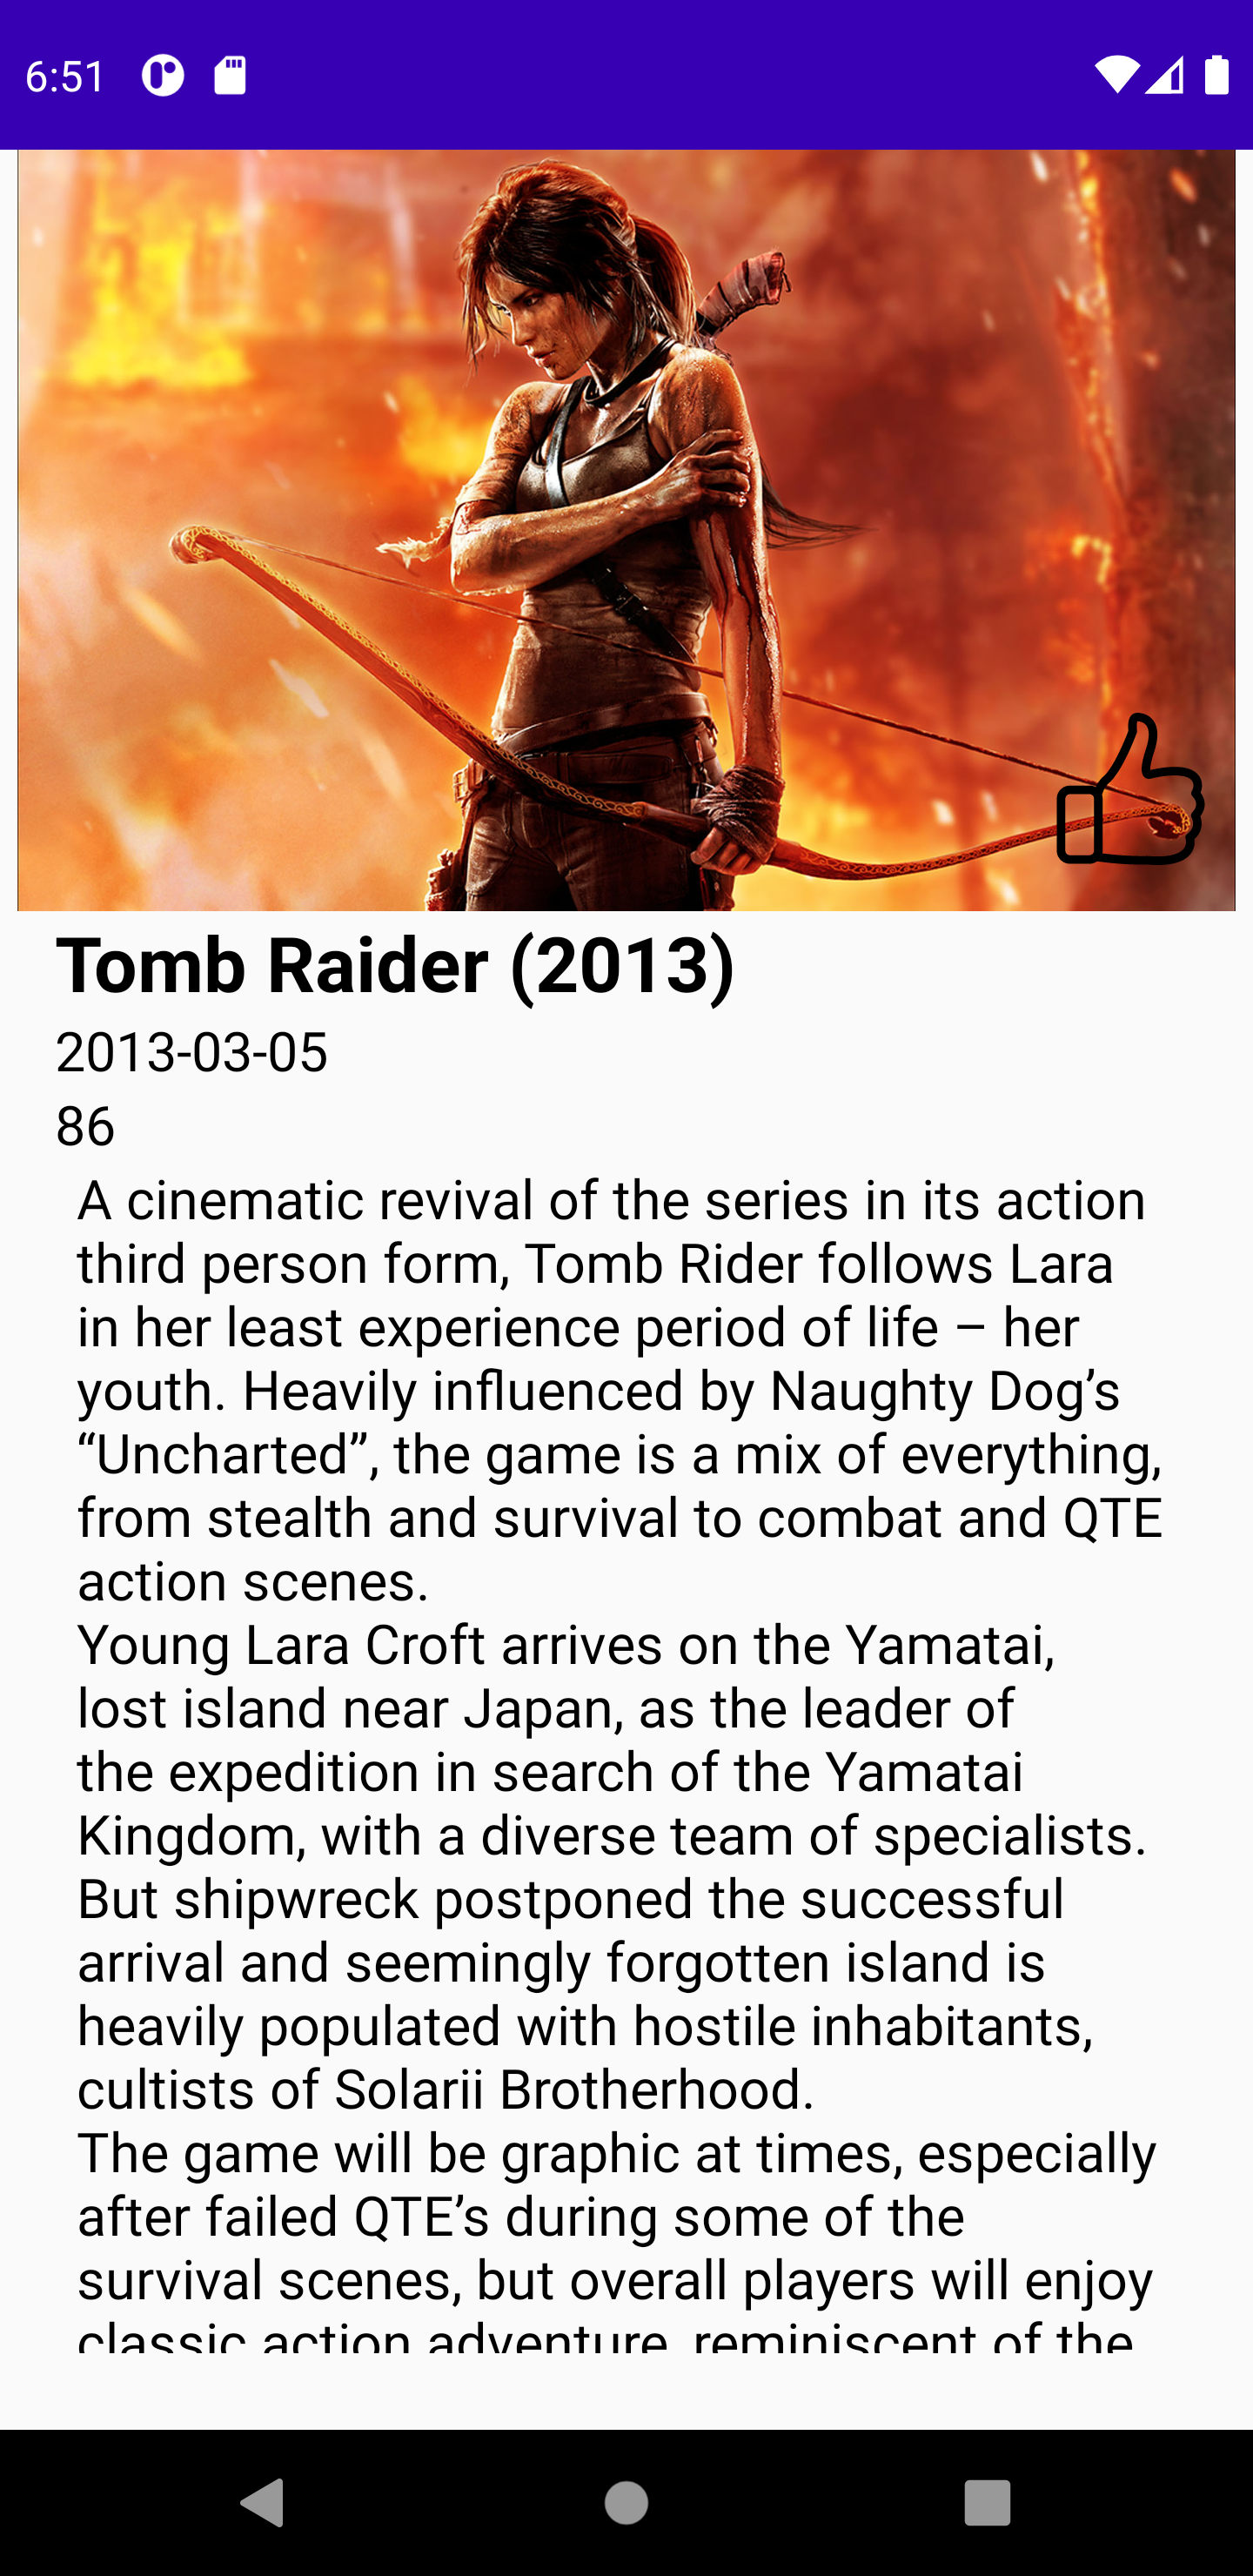 6:51
Tomb Raider (2013)
2013-03-05
86
A cinematic revival of the series in its action
third person form, Tomb Rider follows Lara
in her least experience period of life – her
youth. Heavily influenced by Naughty Dog’s
“Uncharted”, the game is a mix of everything,
from stealth and survival to combat and QTE
action scenes.
Young Lara Croft arrives on the Yamatai,
lost island near Japan, as the leader of
the expedition in search of the Yamatai
Kingdom, with a diverse team of specialists.
But shipwreck postponed the successful
arrival and seemingly forgotten island is
heavily populated with hostile inhabitants,
cultists of Solarii Brotherhood.
The game will be graphic at times, especially
after failed QTE’s during some of the
survival scenes, but overall players will enjoy
classic action adventure, reminiscent of the